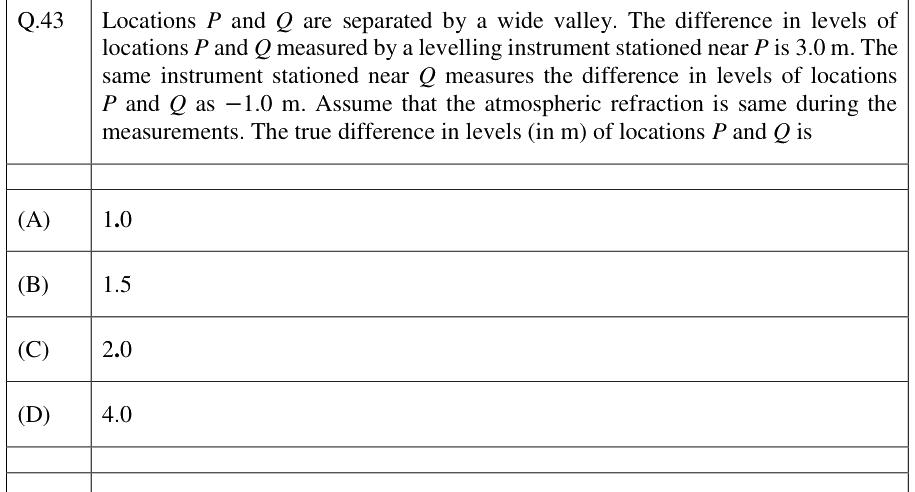 Q.43 Locations P and Q are separated by a wide valley. The difference in levels of
locations P and Q measured by a levelling instrument stationed near P is 3.0 m. The
same instrument stationed near Q measures the difference in levels of locations
P and Q as −1.0 m. Assume that the atmospheric refraction is same during the
measurements. The true difference in levels (in m) of locations P and Q is
(A) 1.0
(B) 1.5
(C) 2.0
(D) 4.0